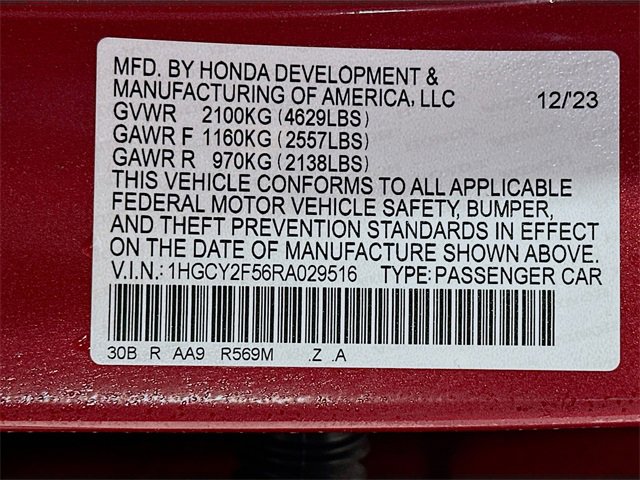 MFD. BY HONDA DEVELOPMENT &
MANUFACTURING OF AMERICA, LLC 12/'23
GVWR 2100KG (4629LBS)
GAWR F 1160KG (2557LBS)
GAWR R 970KG (2138LBS)
THIS VEHICLE CONFORMS TO ALL APPLICABLE
FEDERAL MOTOR VEHICLE SAFETY, BUMPER,
AND THEFT PREVENTION STANDARDS IN EFFECT
ON THE DATE OF MANUFACTURE SHOWN ABOVE.
V.I.N.: 1HGCY2F56RA029516 TYPE: PASSENGER CAR
30B R AA9 R569M .Z .A